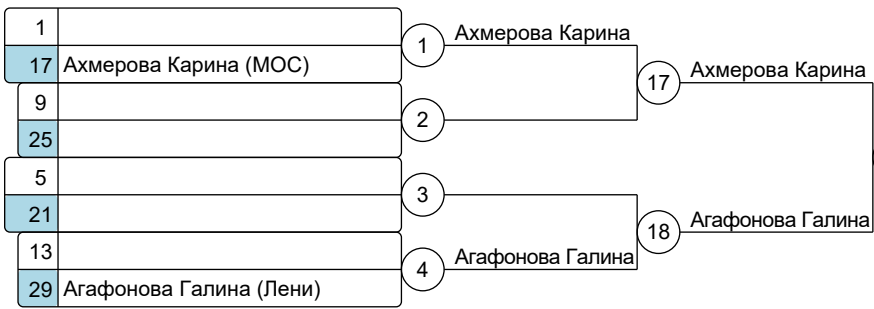 1
1 Ахмерова Карина
17 Ахмерова Карина (МОС)
17 Ахмерова Карина
9
2
25
5
3
21
18 Агафонова Галина
13
4 Агафонова Галина
29 Агафонова Галина (Лени)